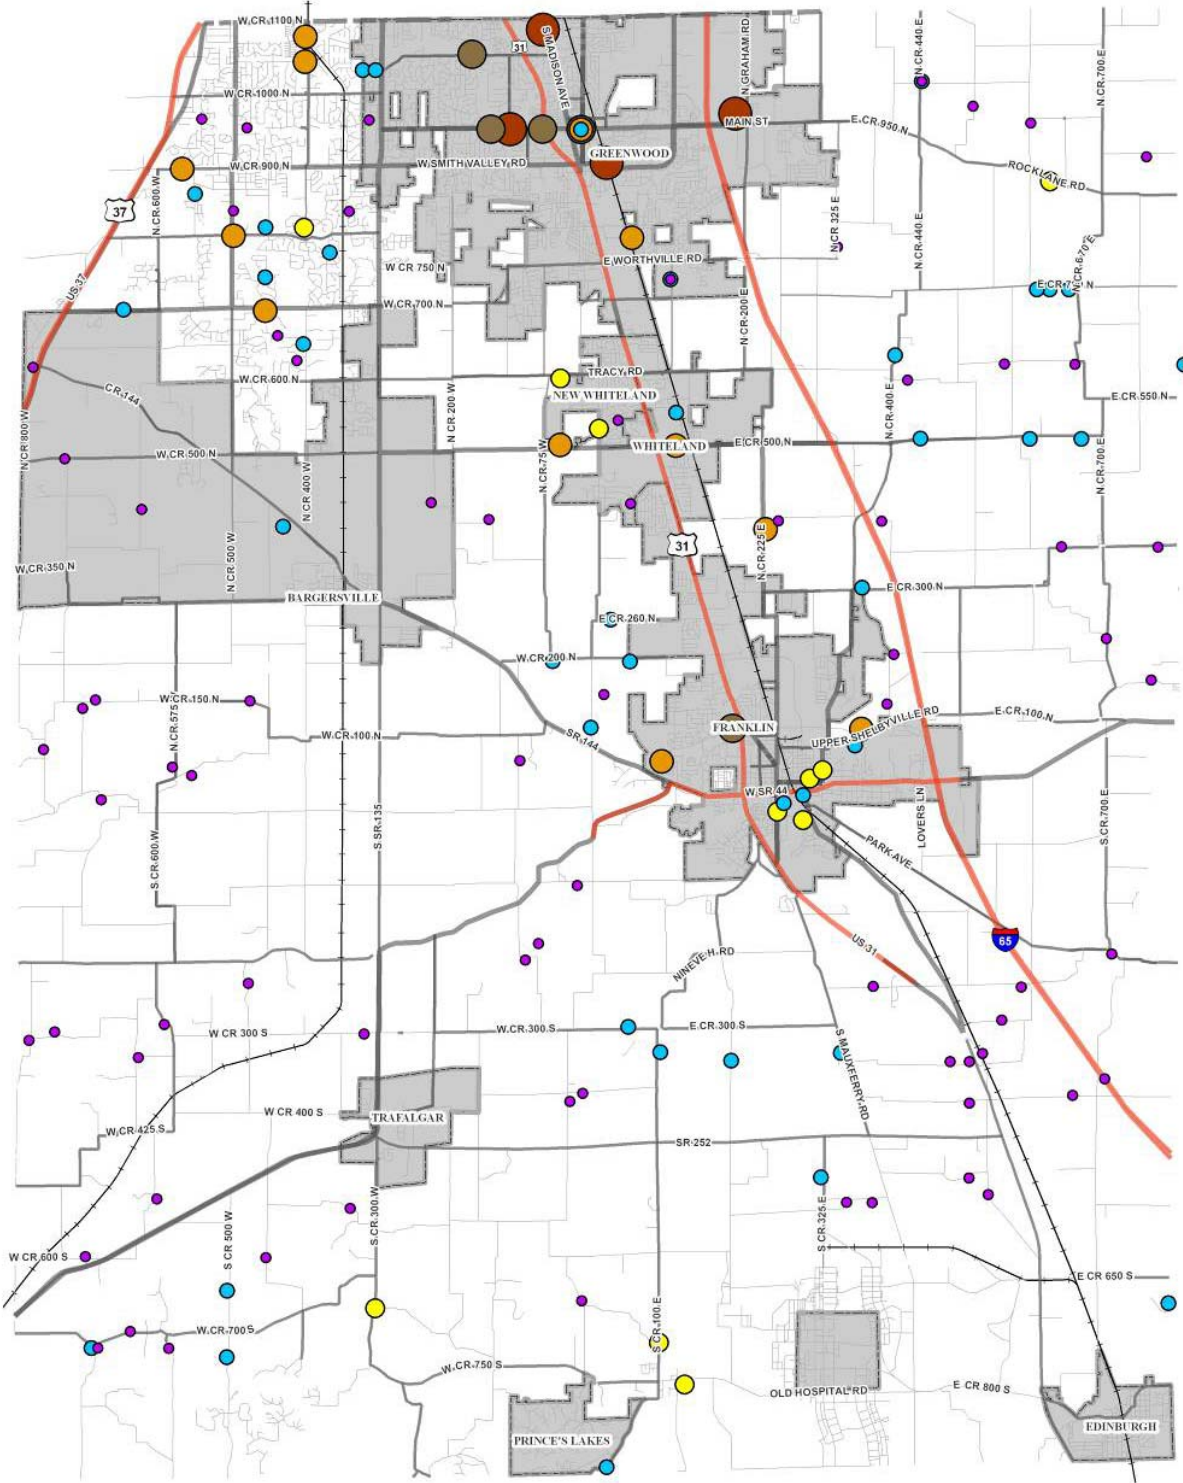 W CR 1100 N
31
S MADISON AVE
N GRAHAM RD
N CR 440 E
N CR 700 E
W CR 1000 N
MAIN ST
E CR 950 N
GREENWOOD
W CR 900 N
W SMITH VALLEY RD
ROCKLANE RD
N CR 600 W
37
N CR 325 E
N CR 440 E
N CR 670 E
W CR 750 N
E WORTHVILLE RD
US 37
W CR 700 N
N CR 200 E
TRACY RD
W CR 600 N
CR 144
NEW WHITELAND
N CR 200 W
N CR 400 E
E CR 550 N
N CR 800 W
WHITELAND
E CR 500 N
W CR 500 N
N CR 75 W
N CR 400 W
N CR 700 E
31
N CR 225 E
N CR 500 W
W CR 350 N
BARGERSVILLE
E CR 300 N
E CR 260 N
W CR 200 N
W CR 150 N
N CR 575 W
E CR 100 N
FRANKLIN
UPPER SHELBYVILLE RD
W CR 100 N
SR 144
W SR 44
S SR 135
LOVERS LN
S CR 700 E
PARK AVE
S CR 600 W
65
US 31
NINEVEH RD
W CR 300 S
W CR 300 S
E CR 300 S
S MAUXFERRY RD
W CR 400 S
TRAFALGAR
W CR 425 S
SR 252
S CR 300 W
S CR 325 E
S CR 500 W
W CR 600 S
E CR 650 S
S CR 100 E
W CR 700 S
W CR 750 S
OLD HOSPITAL RD
E CR 800 S
PRINCE'S LAKES
EDINBURGH